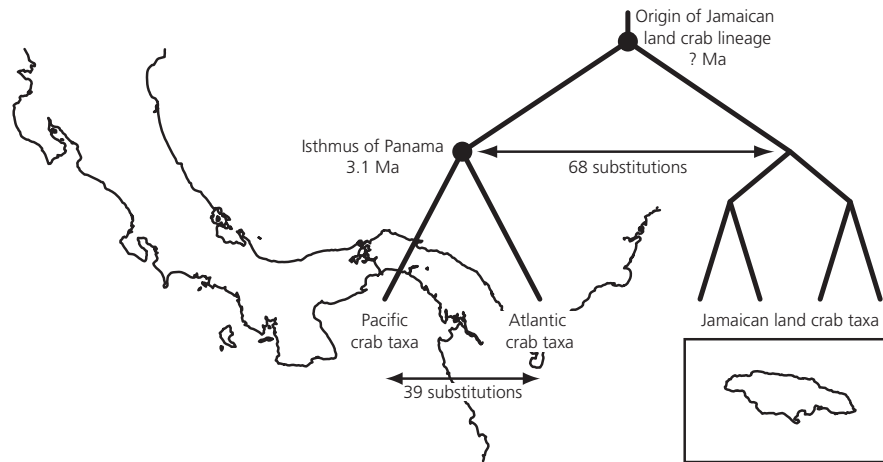 Origin of Jamaican
land crab lineage
? Ma
Isthmus of Panama
3.1 Ma
68 substitutions
Pacific
crab taxa
Atlantic
crab taxa
Jamaican land crab taxa
39 substitutions